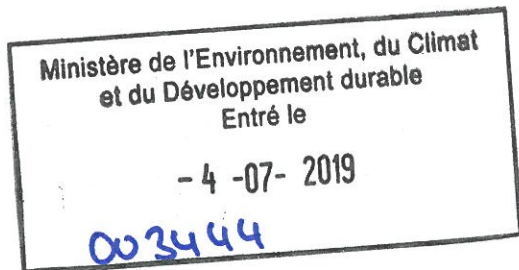 Ministère de l'Environnement, du Climat
et du Développement durable
Entré le
- 4 -07- 2019
003444